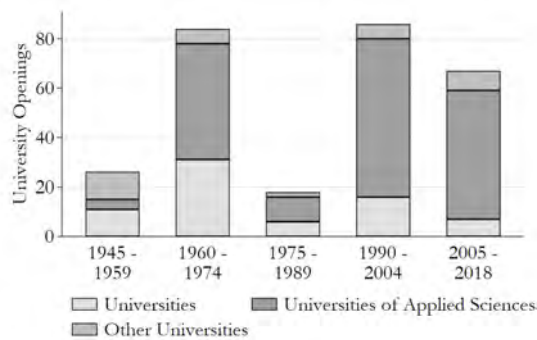 University Openings
80
60
40
20
0
1945 - 1959
1960 - 1974
1975 - 1989
1990 - 2004
2005 - 2018
Universities
Universities of Applied Sciences
Other Universities